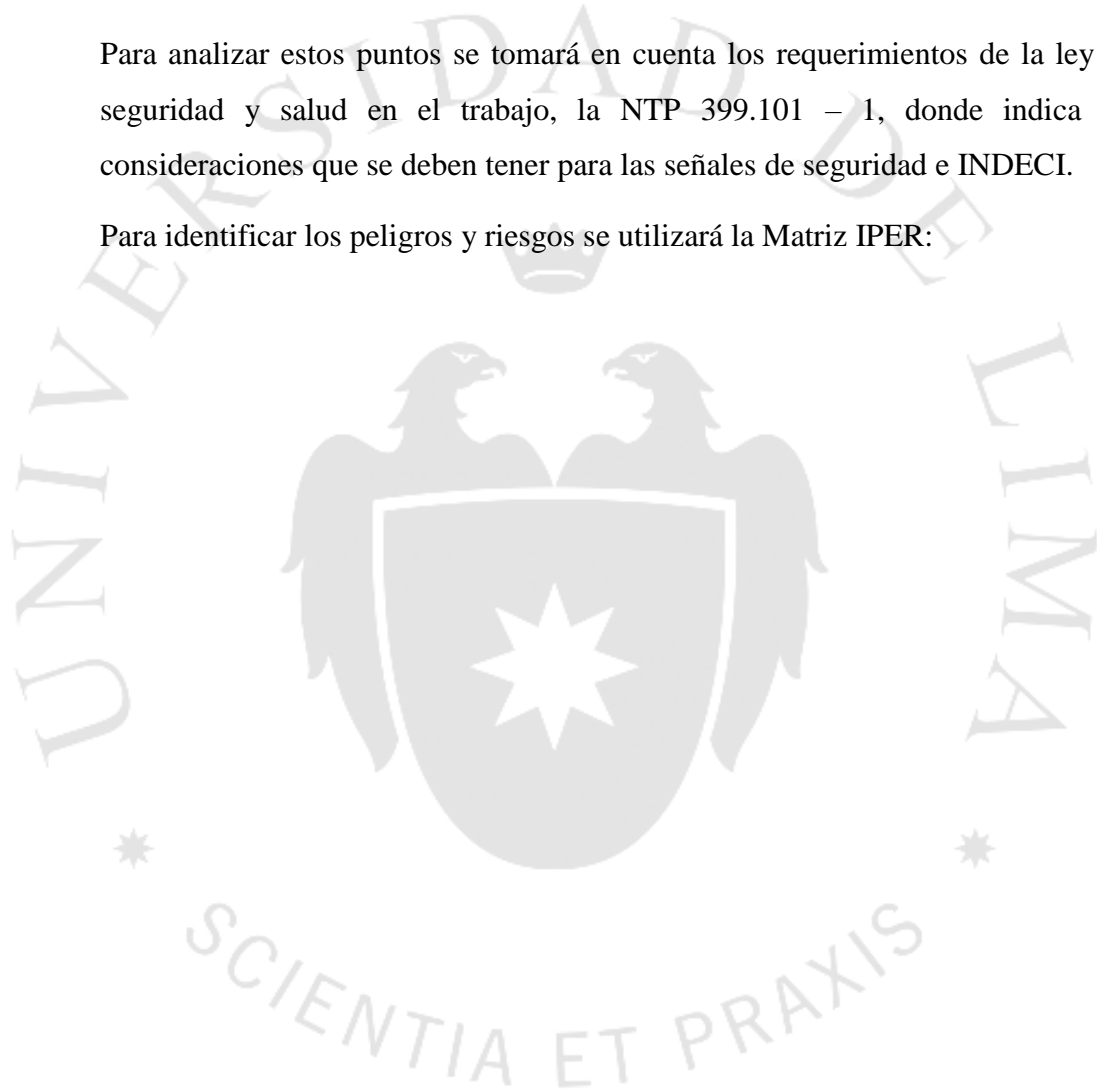 Para analizar estos puntos se tomará en cuenta los requerimientos de la ley
seguridad y salud en el trabajo, la NTP 399.101 – 1, donde indica
consideraciones que se deben tener para las señales de seguridad e INDECI.
Para identificar los peligros y riesgos se utilizará la Matriz IPER:
UNIVERSIDAD DE LIMA
SCIENTIA ET PRAXIS